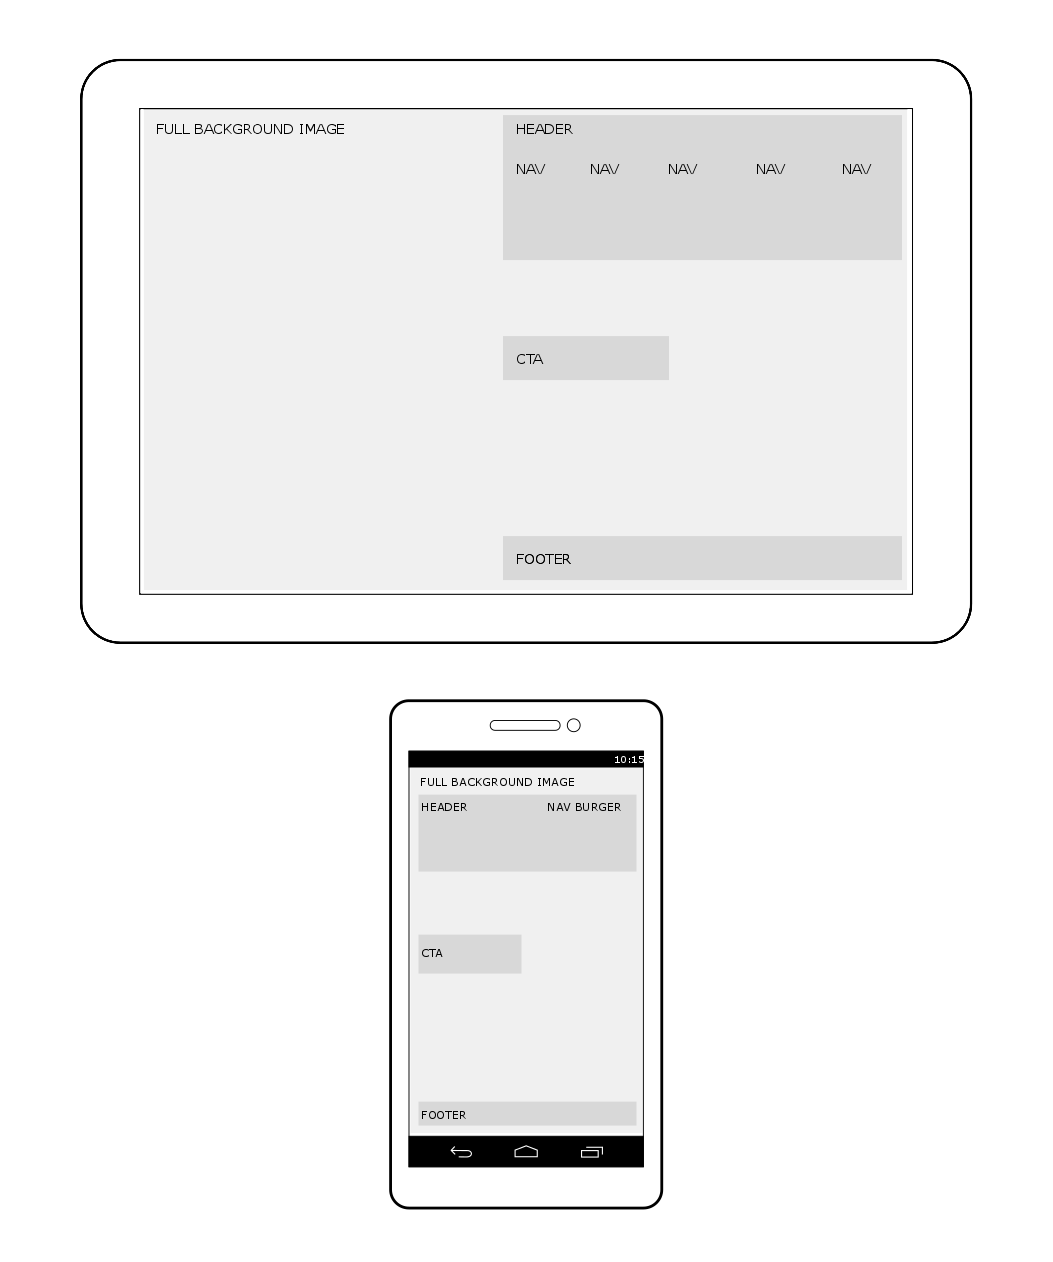 FULL BACKGROUND IMAGE
HEADER
NAV NAV NAV NAV NAV
CTA
FOOTER
10:15
FULL BACKGROUND IMAGE
HEADER NAV BURGER
CTA
FOOTER